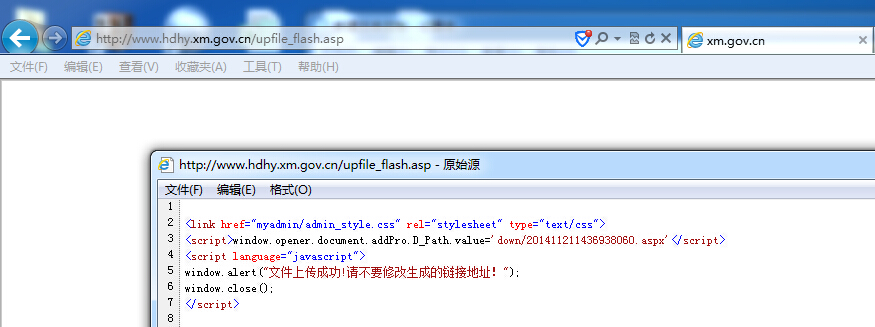 http://www.hdhy.xm.gov.cn/upfile_flash.asp
xm.gov.cn
文件(F) 编辑(E) 查看(V) 收藏夹(A) 工具(T) 帮助(H)
http://www.hdhy.xm.gov.cn/upfile_flash.asp - 原始源
文件(F) 编辑(E) 格式(O)
1
2 <link href="myadmin/admin_style.css" rel="stylesheet" type="text/css">
3 <script>window.opener.document.addPro.D_Path.value='down/201411211436938060.aspx'</script>
4 <script language="javascript">
5 window.alert("文件上传成功!请不要修改生成的链接地址！");
6 window.close();
7 </script>
8